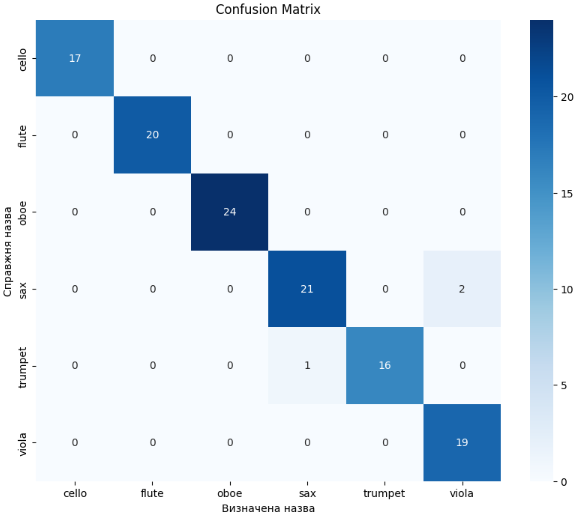 Confusion Matrix
cello 17 0 0 0 0 0
flute 0 20 0 0 0 0
oboe 0 0 24 0 0 0
sax 0 0 0 21 0 2
trumpet 0 0 0 1 16 0
viola 0 0 0 0 0 19
cello flute oboe sax trumpet viola
Визначена назва
Справжня назва
20
15
10
5
0